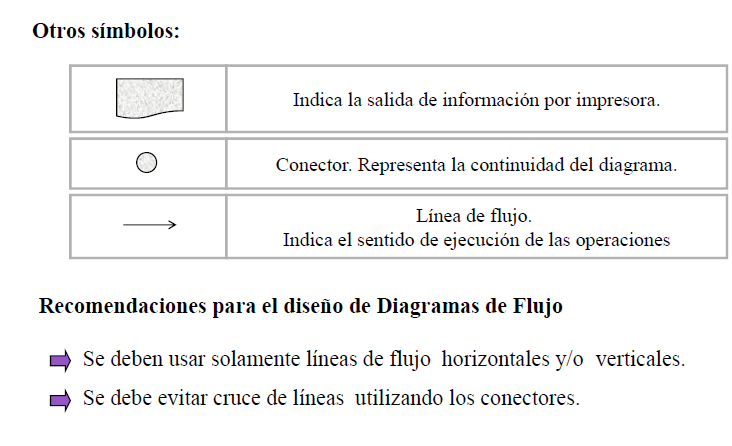 Otros símbolos:
Indica la salida de información por impresora.
Conector. Representa la continuidad del diagrama.
Línea de flujo.
Indica el sentido de ejecución de las operaciones
Recomendaciones para el diseño de Diagramas de Flujo
Se deben usar solamente líneas de flujo horizontales y/o verticales.
Se debe evitar cruce de líneas utilizando los conectores.